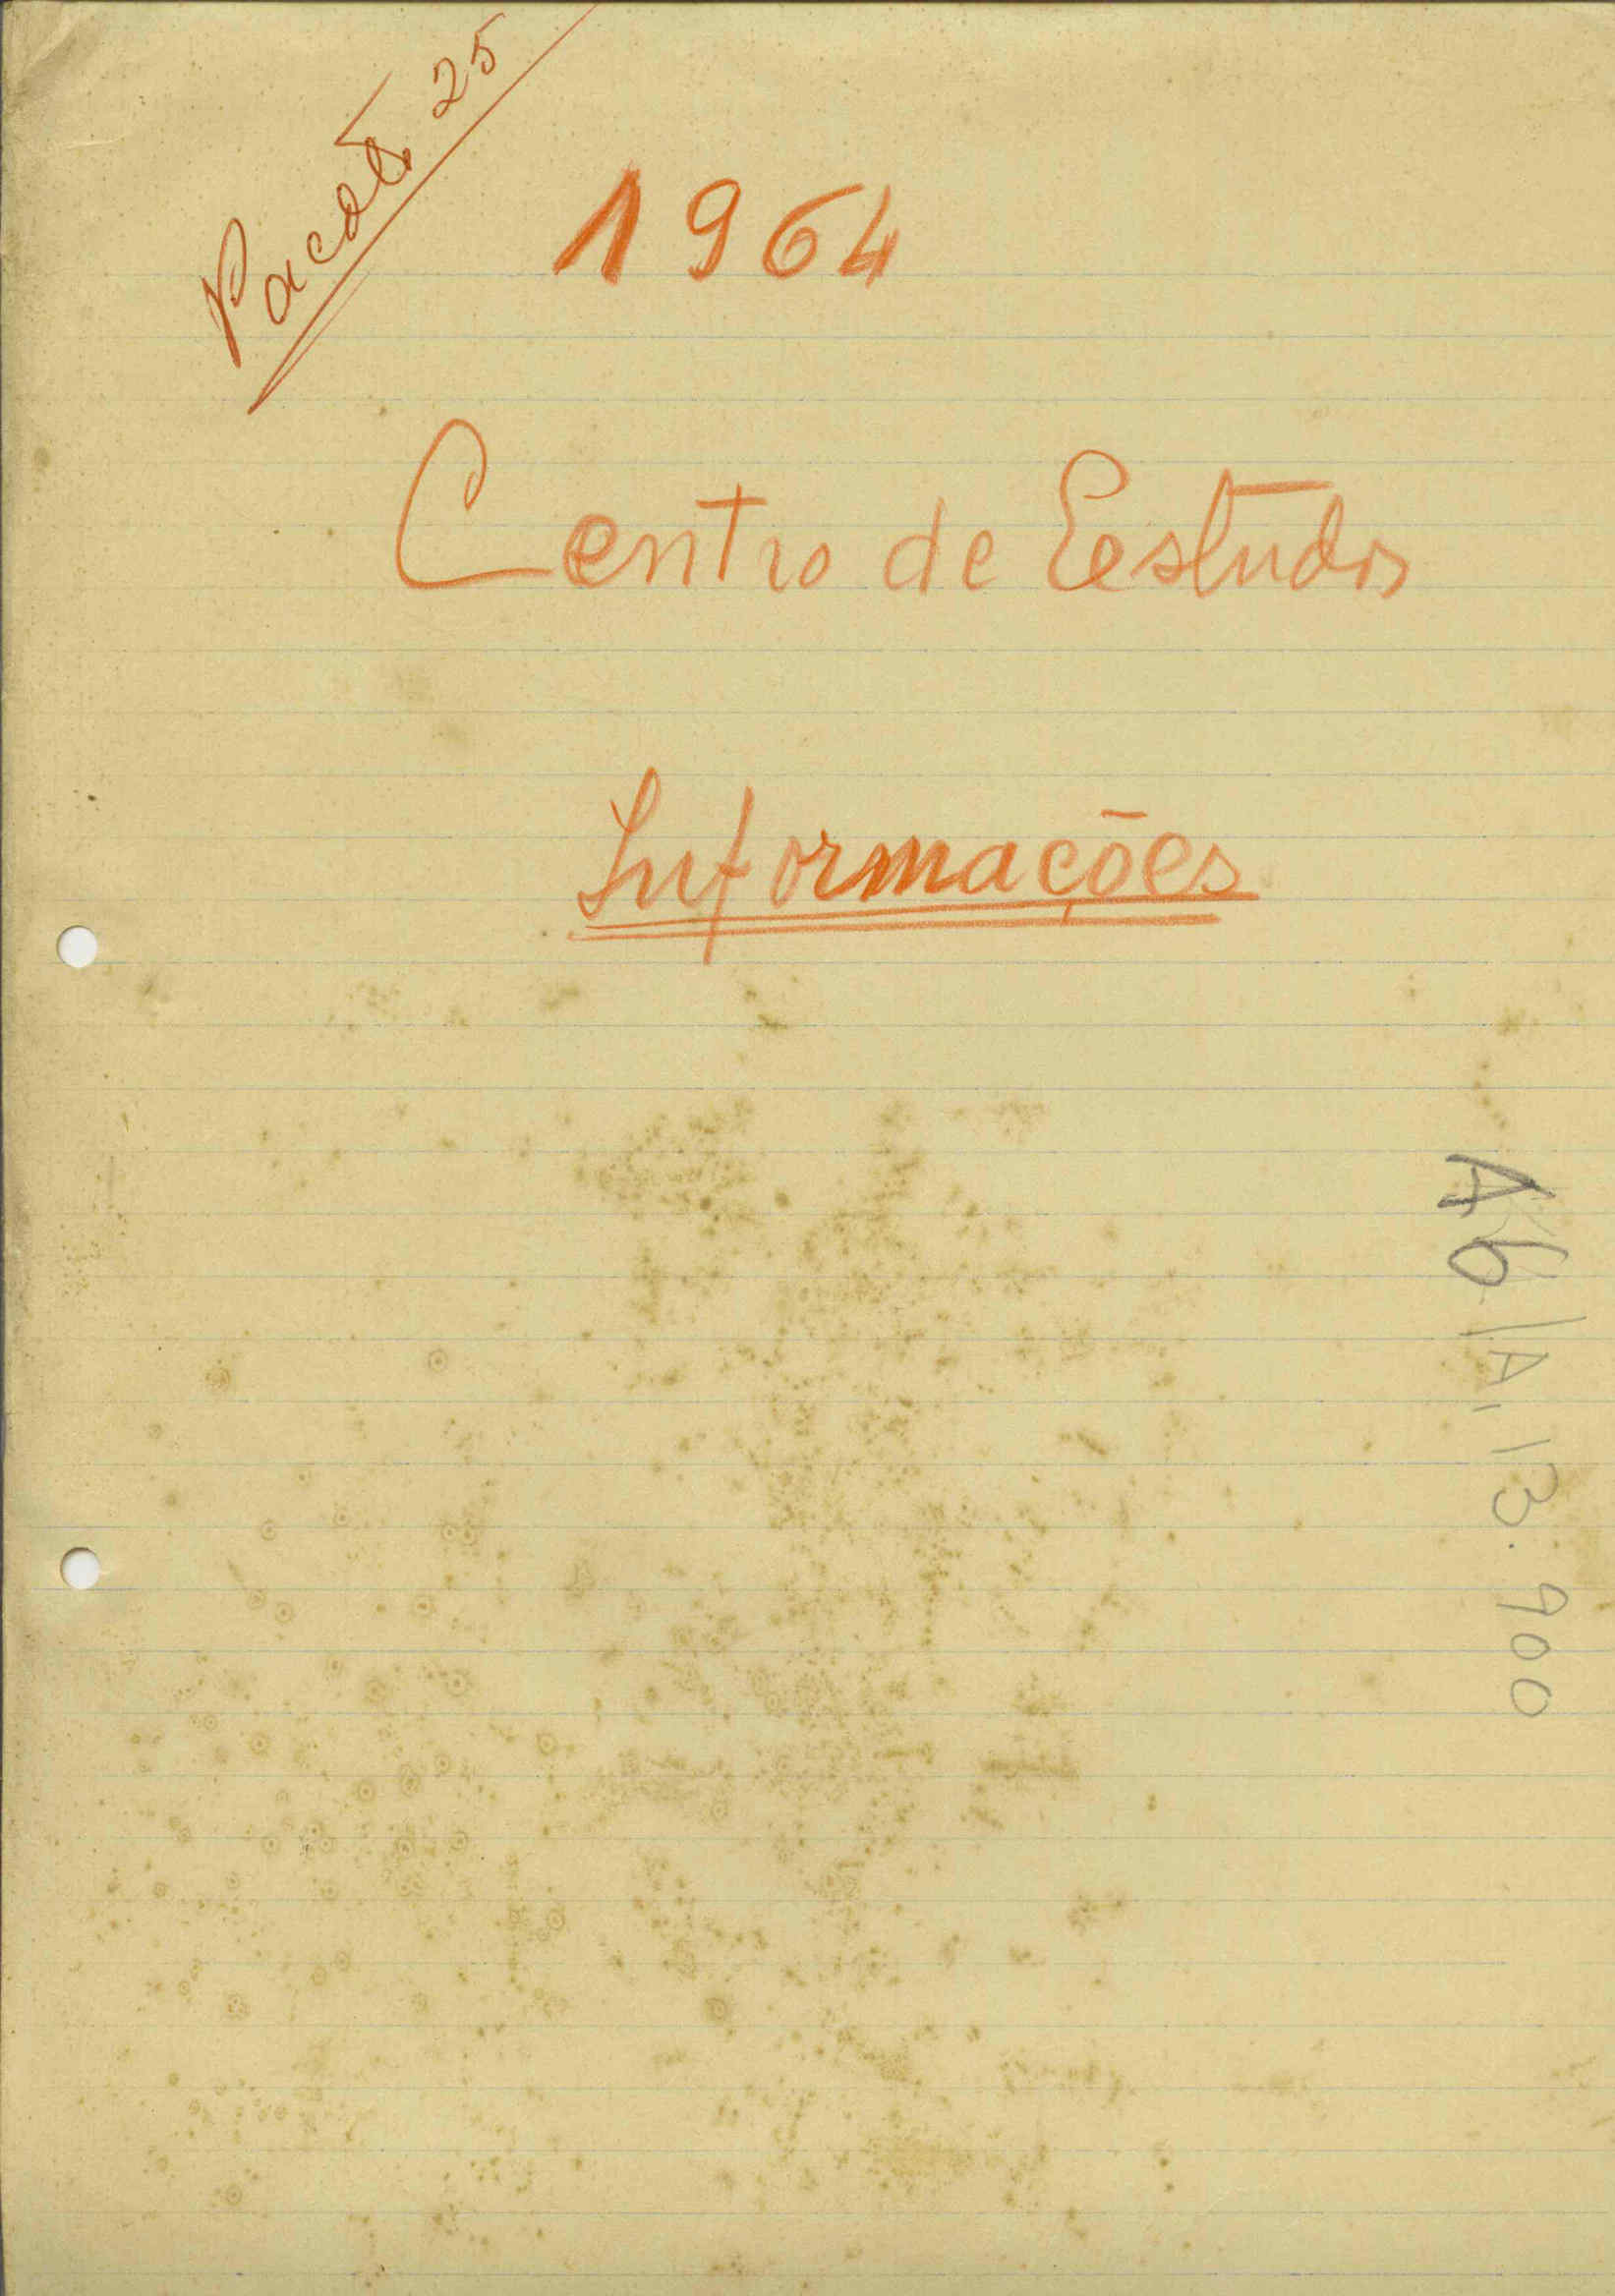 Pacote 25
1964
Centro de Estudos
Informações
A6/A, 13.900